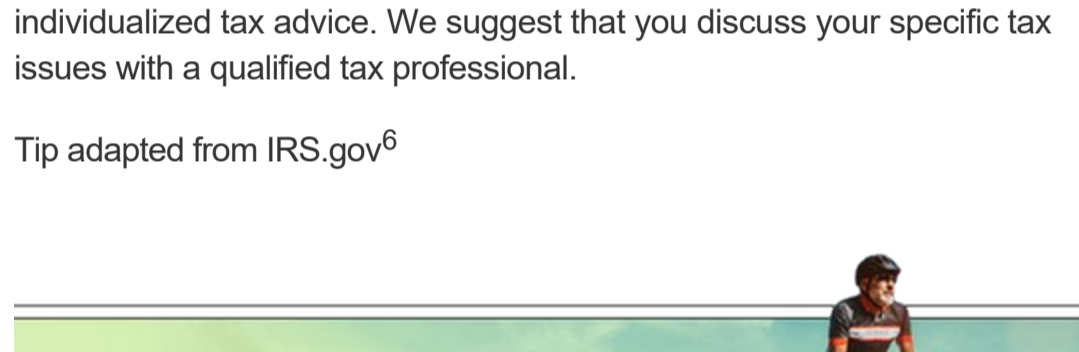 individualized tax advice. We suggest that you discuss your specific tax
issues with a qualified tax professional.
Tip adapted from IRS.gov⁶